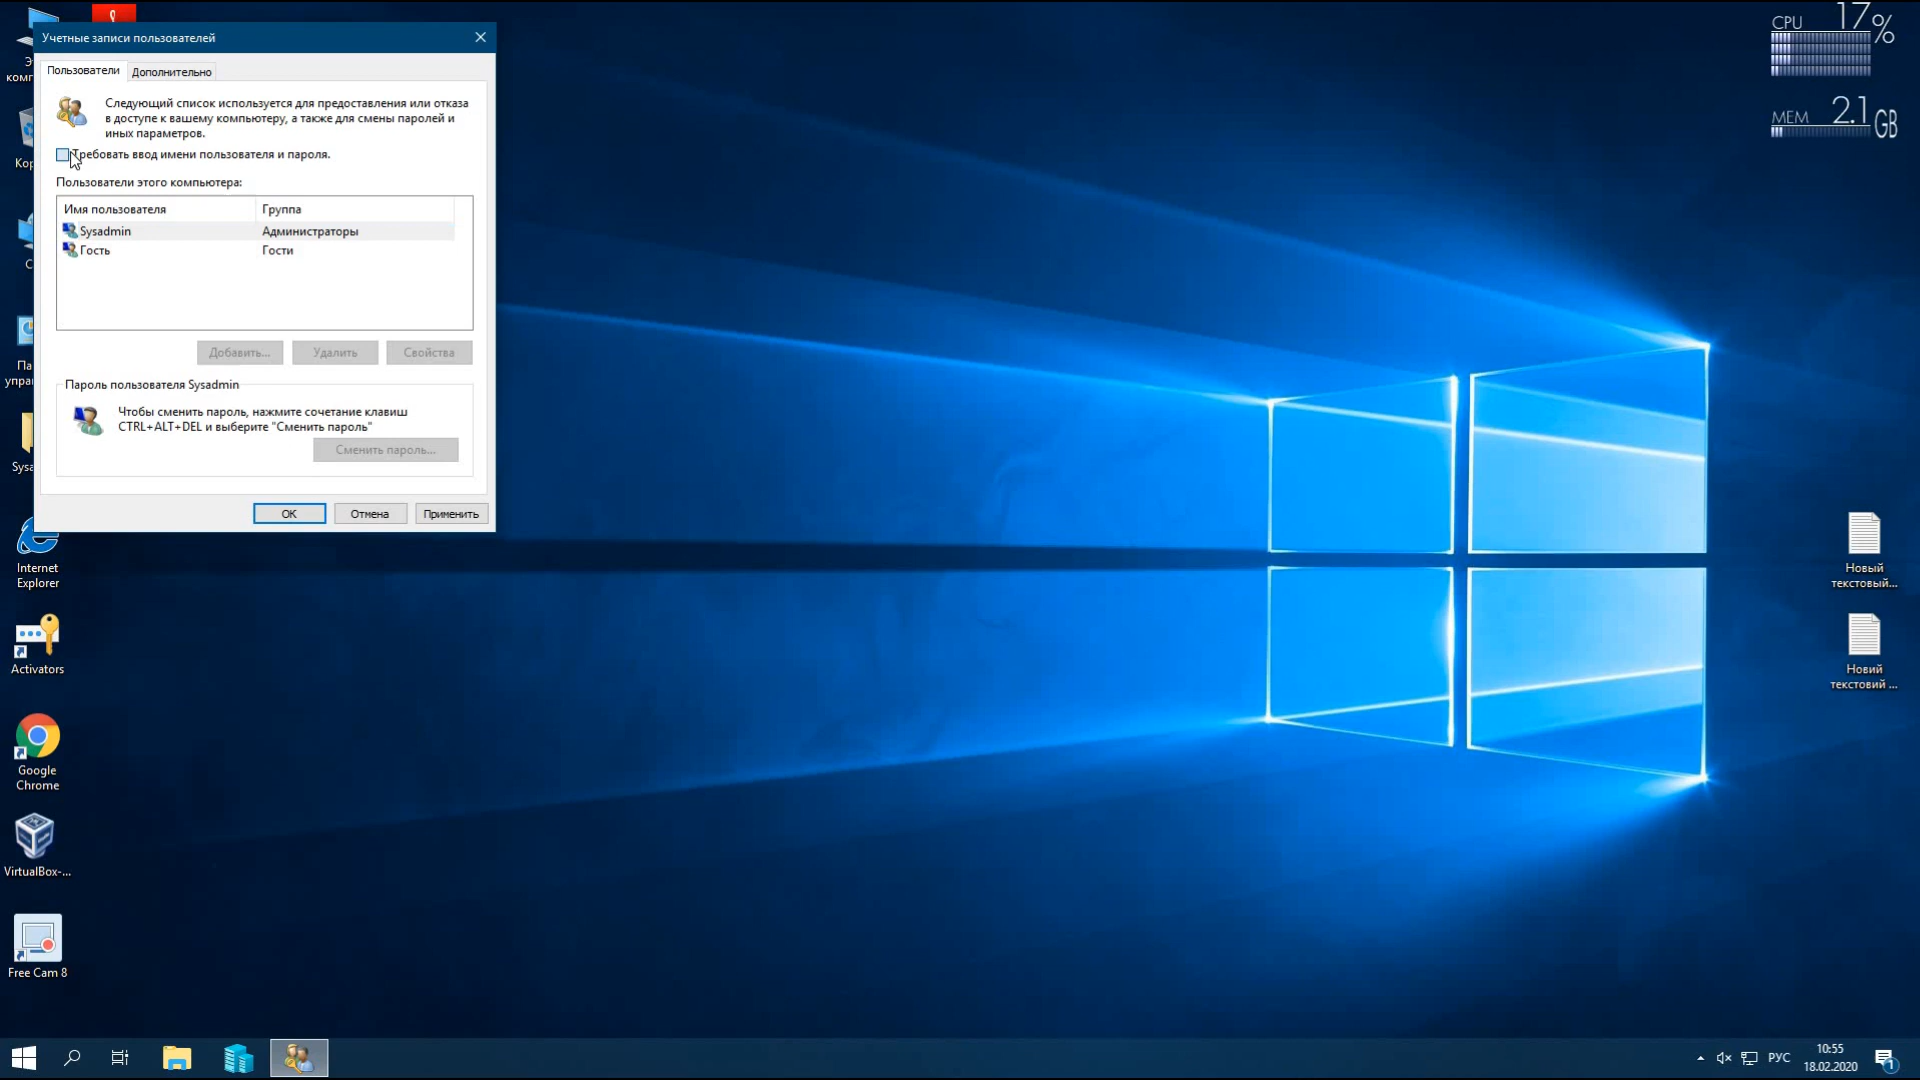 Учетные записи пользователей
Пользователи
Дополнительно
Следующий список используется для предоставления или отказа
в доступе к вашему компьютеру, а также для смены паролей и
иных параметров.
Требовать ввод имени пользователя и пароля.
Пользователи этого компьютера:
Имя пользователя Группа
Sysadmin Администраторы
Гость Гости
Добавить... Удалить Свойства
Пароль пользователя Sysadmin
Чтобы сменить пароль, нажмите сочетание клавиш
CTRL+ALT+DEL и выберите "Сменить пароль"
Сменить пароль...
OK Отмена Применить
CPU 17%
MEM 2.1 GB
Internet
Explorer
Activators
Google
Chrome
VirtualBox-...
Free Cam 8
Новый
текстовый...
Новий
текстовий ...
РУС
10:55
18.02.2020
1